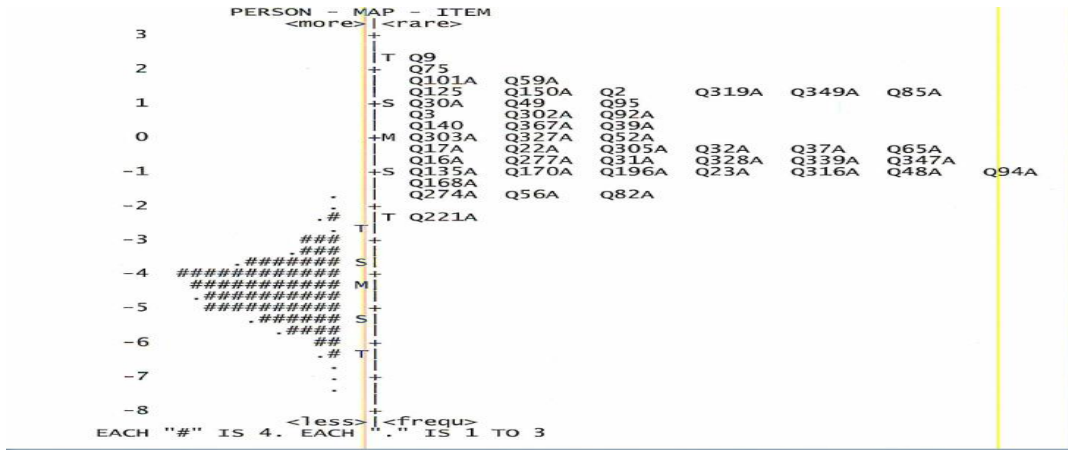 PERSON - MAP - ITEM
<more>|<rare>
3 +
|
|T Q9
2 + Q75
| Q101A Q59A
| Q125 Q150A Q2 Q319A Q349A Q85A
1 +S Q30A Q49 Q95
| Q3 Q302A Q92A
| Q140 Q367A Q39A
0 +M Q303A Q327A Q52A
| Q17A Q22A Q305A Q32A Q37A Q65A
| Q16A Q277A Q31A Q328A Q339A Q347A
-1 +S Q135A Q170A Q196A Q23A Q316A Q48A Q94A
| Q168A
. | Q274A Q56A Q82A
-2 . +
.# |T Q221A
. T|
-3 ### +
.### |
.####### S|
-4 ############ +
########### M|
.########## |
-5 ########## +
.###### S|
.#### |
-6 ## +
.# T|
. |
-7 . +
. |
-8 +
<less>|<frequ>
EACH "#" IS 4. EACH "." IS 1 TO 3